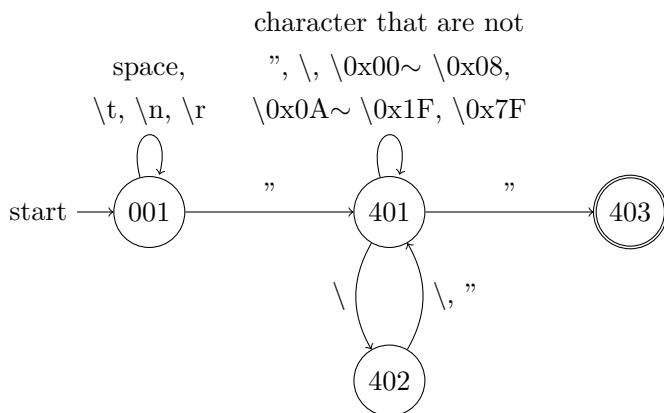 character that are not
space,
”, \, \0x00∼ \0x08,
\t, \n, \r
\0x0A∼ \0x1F, \0x7F
start
001
”
401
”
403
\
\, ”
402